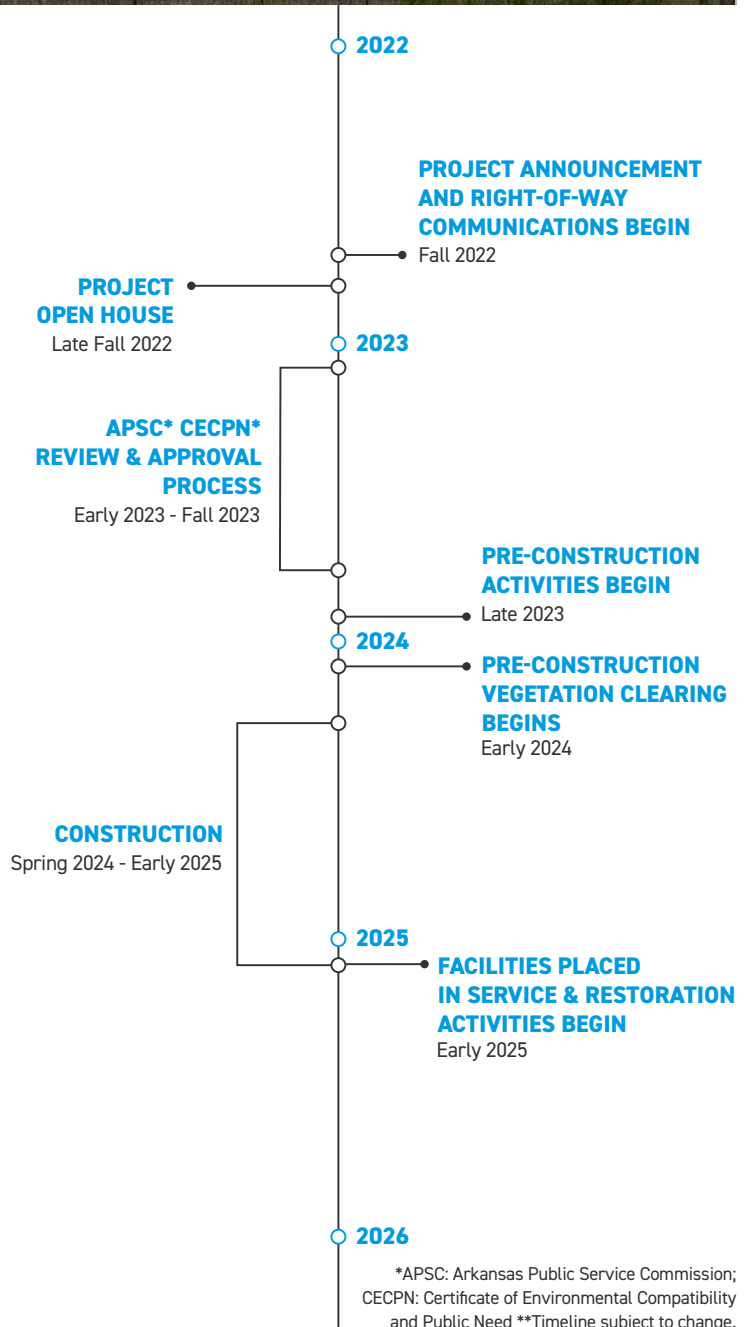 2022
PROJECT ANNOUNCEMENT
AND RIGHT-OF-WAY
COMMUNICATIONS BEGIN
Fall 2022
PROJECT
OPEN HOUSE
Late Fall 2022
2023
APSC* CECPN*
REVIEW & APPROVAL
PROCESS
Early 2023 - Fall 2023
PRE-CONSTRUCTION
ACTIVITIES BEGIN
Late 2023
2024
PRE-CONSTRUCTION
VEGETATION CLEARING
BEGINS
Early 2024
CONSTRUCTION
Spring 2024 - Early 2025
2025
FACILITIES PLACED
IN SERVICE & RESTORATION
ACTIVITIES BEGIN
Early 2025
2026
*APSC: Arkansas Public Service Commission;
CECPN: Certificate of Environmental Compatibility
and Public Need **Timeline subject to change.